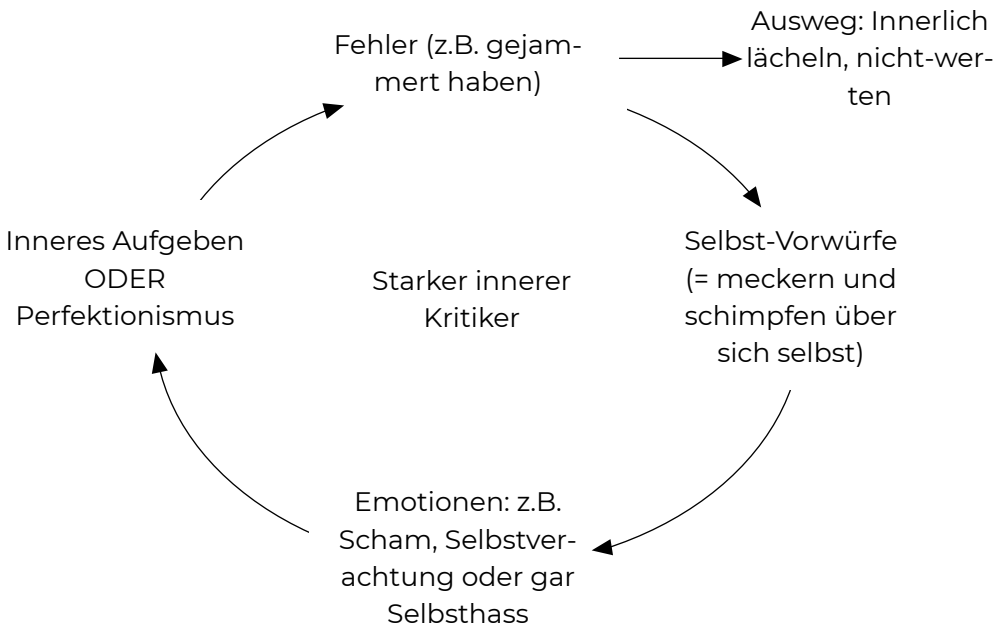 Fehler (z.B. gejam-
mert haben)
Ausweg: Innerlich
lächeln, nicht-wer-
ten
Selbst-Vorwürfe
(= meckern und
schimpfen über
sich selbst)
Emotionen: z.B.
Scham, Selbstver-
achtung oder gar
Selbsthass
Inneres Aufgeben
ODER
Perfektionismus
Starker innerer
Kritiker